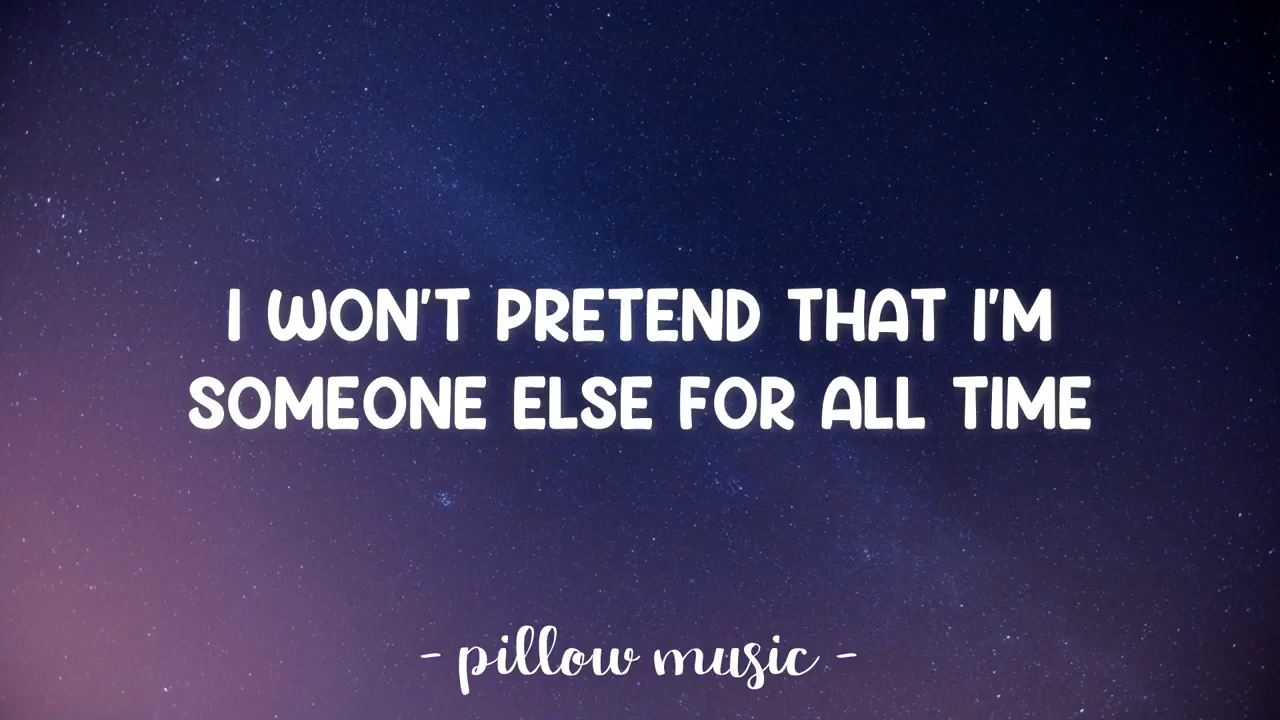 I WON'T PRETEND THAT I'M
SOMEONE ELSE FOR ALL TIME
- pillow music -